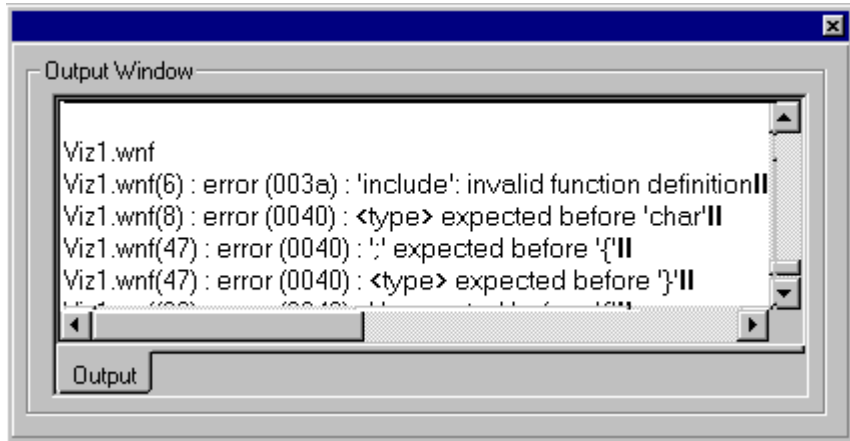 Output Window
Viz1.wnf
Viz1.wnf(6) : error (003a) : 'include': invalid function definition
Viz1.wnf(8) : error (0040) : <type> expected before 'char'
Viz1.wnf(47) : error (0040) : ';' expected before '{'
Viz1.wnf(47) : error (0040) : <type> expected before '}'
Output